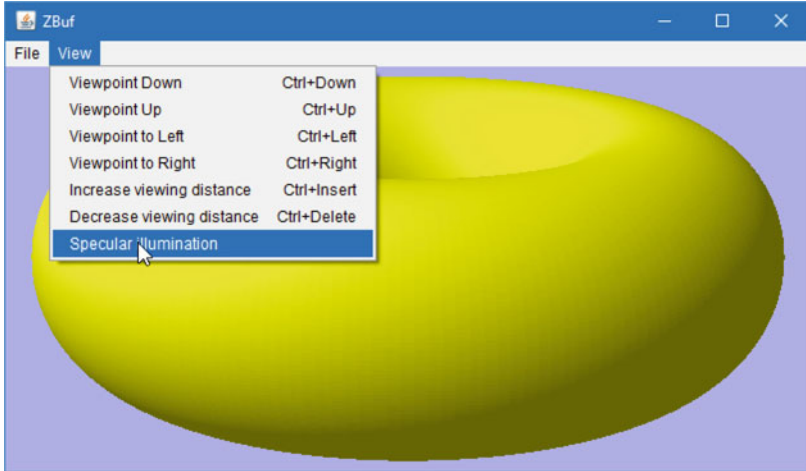 ZBuf
File View
Viewpoint Down Ctrl+Down
Viewpoint Up Ctrl+Up
Viewpoint to Left Ctrl+Left
Viewpoint to Right Ctrl+Right
Increase viewing distance Ctrl+Insert
Decrease viewing distance Ctrl+Delete
Specular illumination